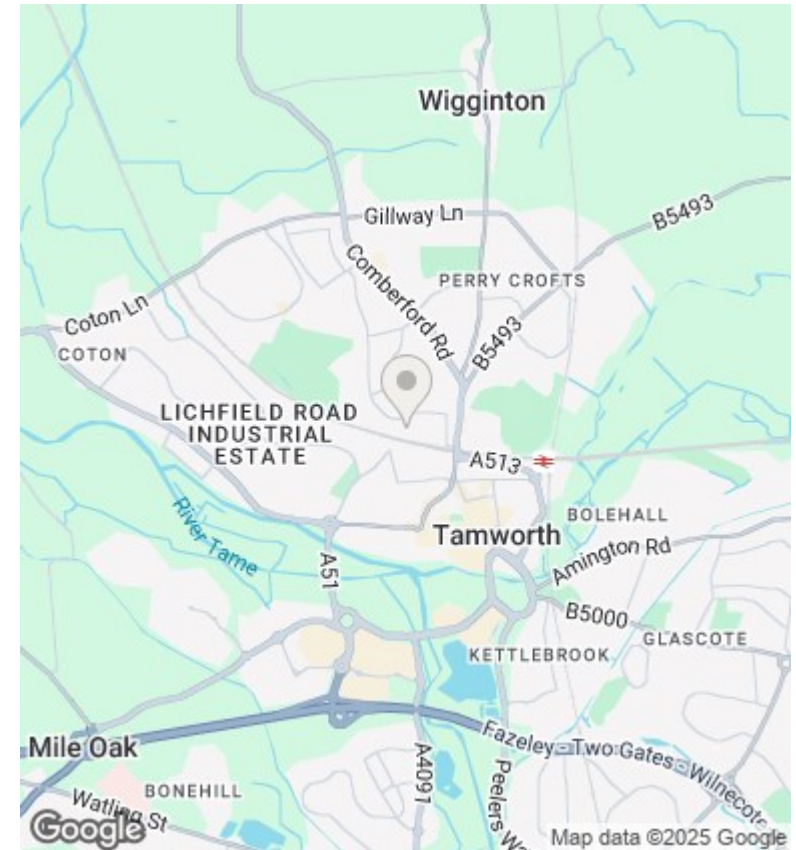 Wigginton
Gillway Ln
B5493
Comberford Rd
PERRY CROFTS
Coton Ln
B5493
COTON
LICHFIELD ROAD
INDUSTRIAL
ESTATE
A513
River Tame
Tamworth
BOLEHALL
A51
Amington Rd
B5000
GLASCOTE
KETTLEBROOK
Mile Oak
Fazeley - Two Gates - Wilnecote
A4091
BONEHILL
Watling St
Google
Map data ©2025 Google